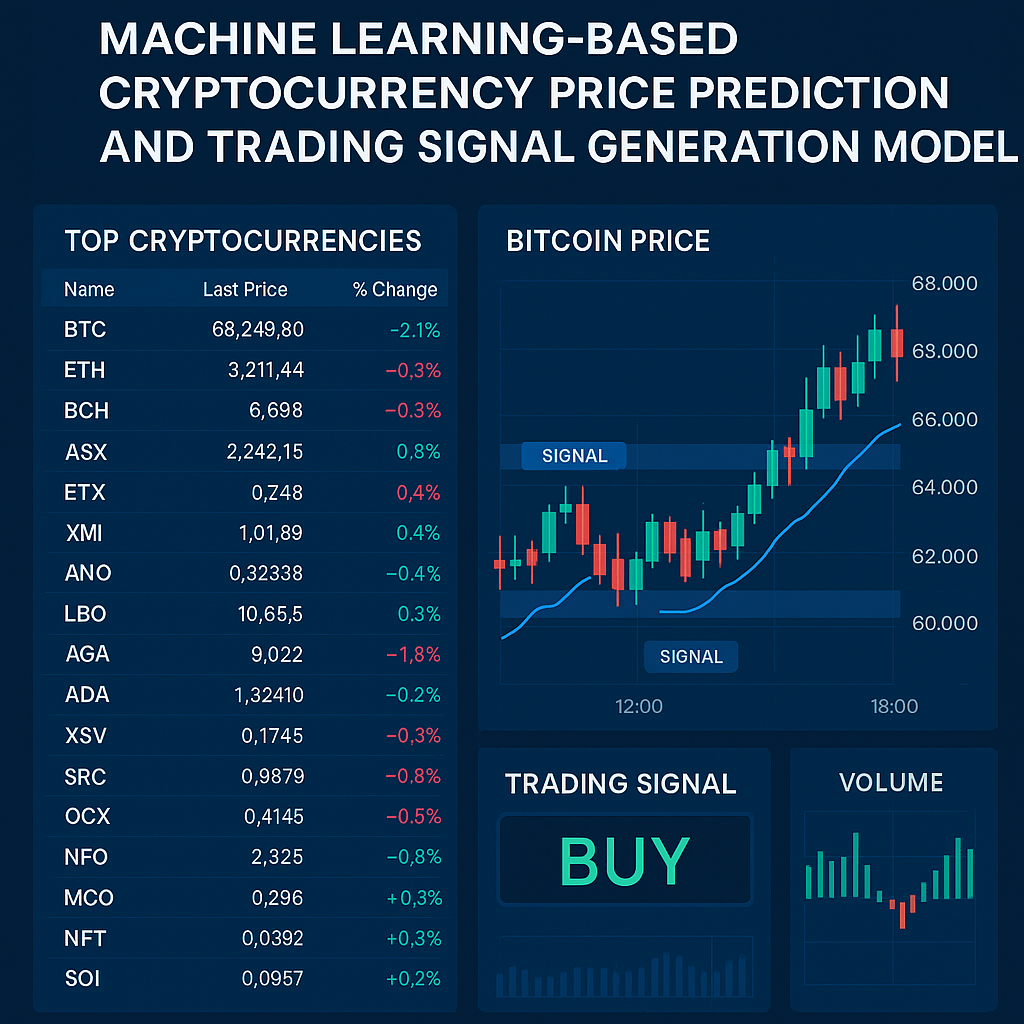 MACHINE LEARNING-BASED
CRYPTOCURRENCY PRICE PREDICTION
AND TRADING SIGNAL GENERATION MODEL
TOP CRYPTOCURRENCIES
Name Last Price % Change
BTC 68,249,80 −2.1%
ETH 3,211,44 −0,3%
BCH 6,698 −0.3%
ASX 2,242,15 0,8%
ETX 0,748 0,4%
XMI 1,01,89 0.4%
ANO 0,32338 −0.4%
LBO 10,65,5 0.3%
AGA 9,022 −1,8%
ADA 1,32410 −0.2%
XSV 0,1745 −0,3%
SRC 0,9879 −0.8%
OCX 0,4145 −0.5%
NFO 2,325 −0,8%
MCO 0,296 +0,3%
NFT 0,0392 +0,3%
SOI 0,0957 +0,2%
BITCOIN PRICE
68.000
68.000
66.000
SIGNAL
64.000
62.000
60.000
SIGNAL
12:00 18:00
TRADING SIGNAL
BUY
VOLUME